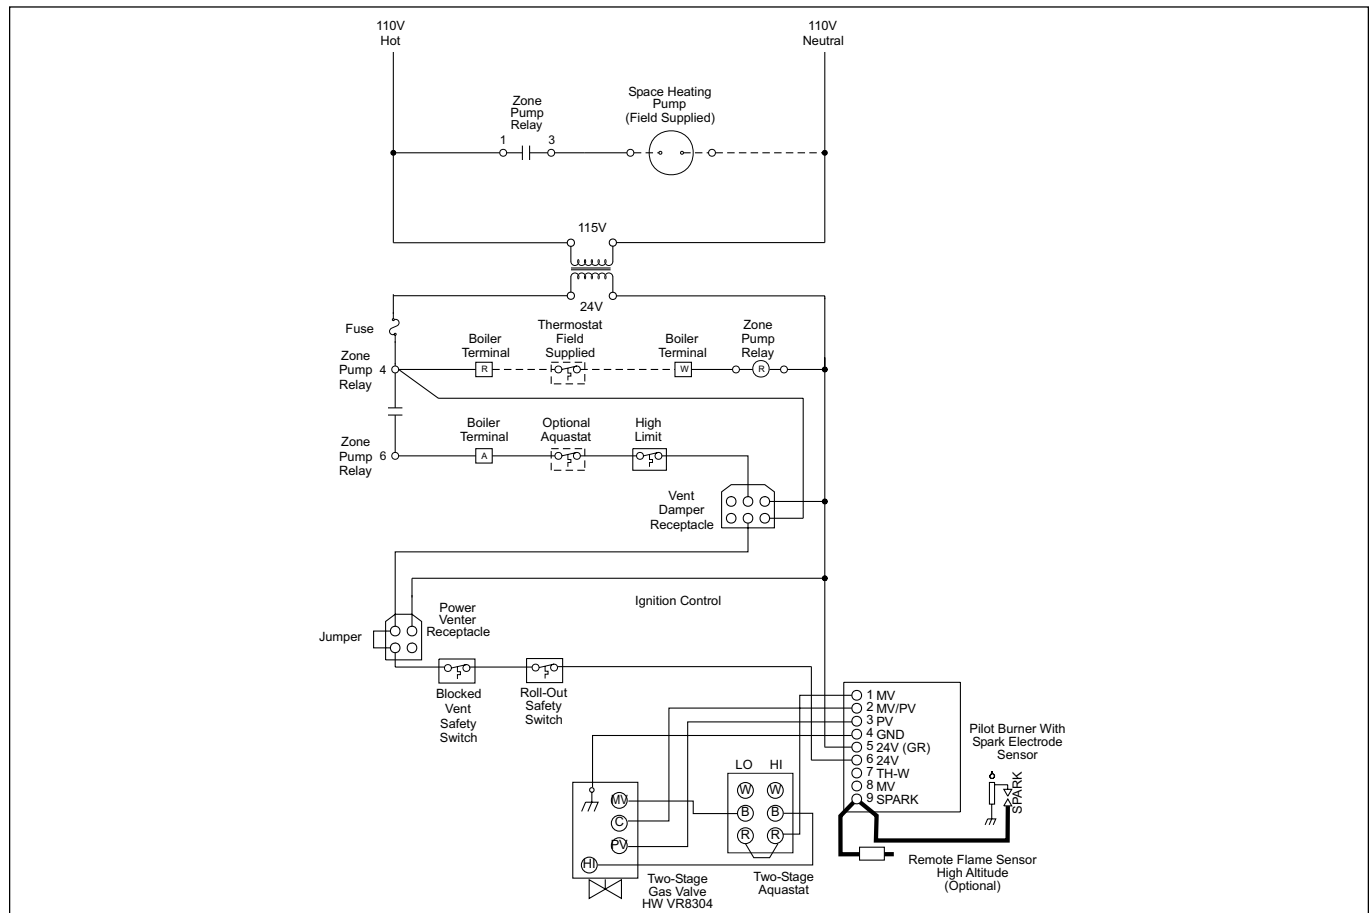 110V
Hot
110V
Neutral
Zone
Pump
Relay
1
3
Space Heating
Pump
(Field Supplied)
115V
24V
Fuse
Zone
Pump
Relay
4
Boiler
Terminal
R
Thermostat
Field
Supplied
Boiler
Terminal
W
Zone
Pump
Relay
R
Zone
Pump
Relay
6
Boiler
Terminal
A
Optional
Aquastat
High
Limit
Vent
Damper
Receptacle
Ignition Control
Jumper
Power
Venter
Receptacle
Blocked
Vent
Safety
Switch
Roll-Out
Safety
Switch
1 MV
2 MV/PV
3 PV
4 GND
5 24V (GR)
6 24V
7 TH-W
8 MV
9 SPARK
Pilot Burner With
Spark Electrode
Sensor
SPARK
LO HI
W W
B B
R R
MV
C
PV
HI
Two-Stage
Gas Valve
HW VR8304
Two-Stage
Aquastat
Remote Flame Sensor
High Altitude
(Optional)